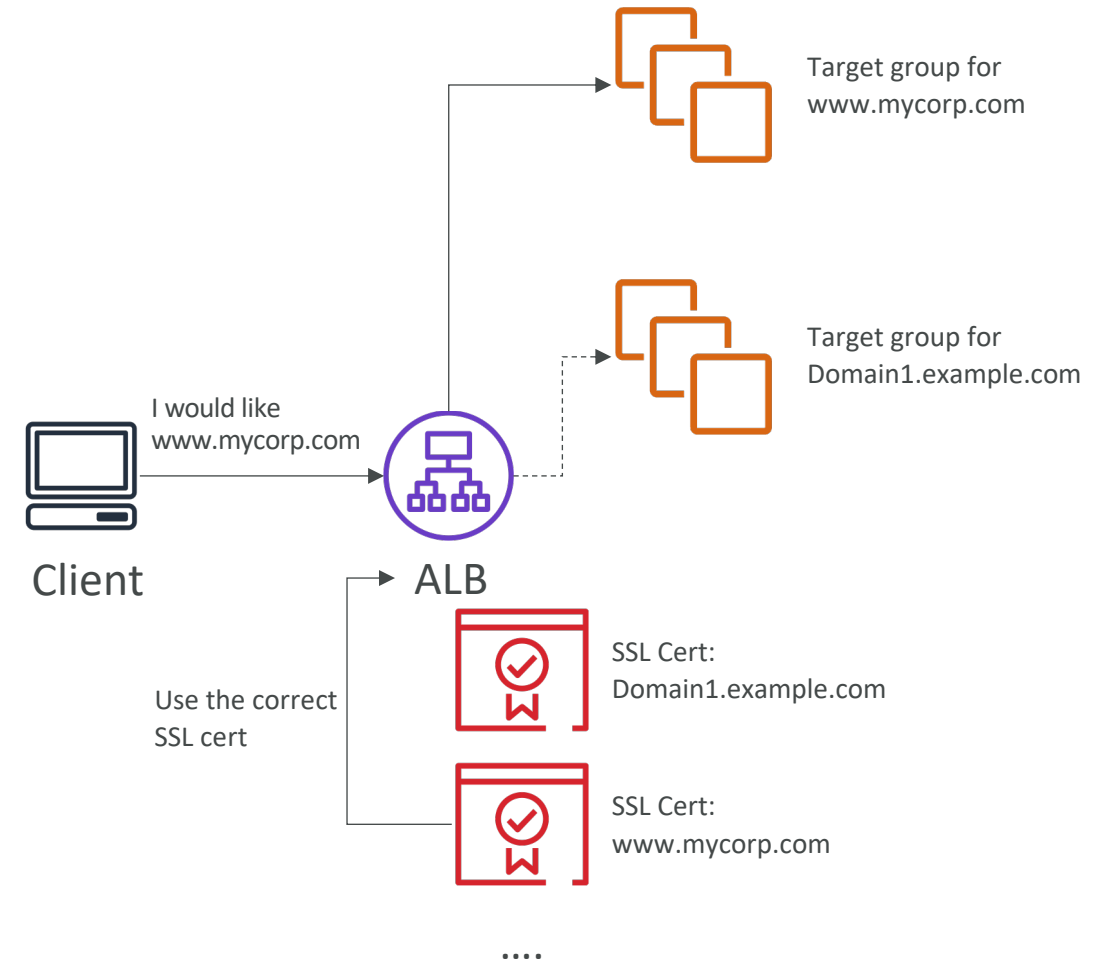 Target group for
www.mycorp.com
Target group for
Domain1.example.com
I would like
www.mycorp.com
Client
ALB
SSL Cert:
Domain1.example.com
Use the correct
SSL cert
SSL Cert:
www.mycorp.com
....